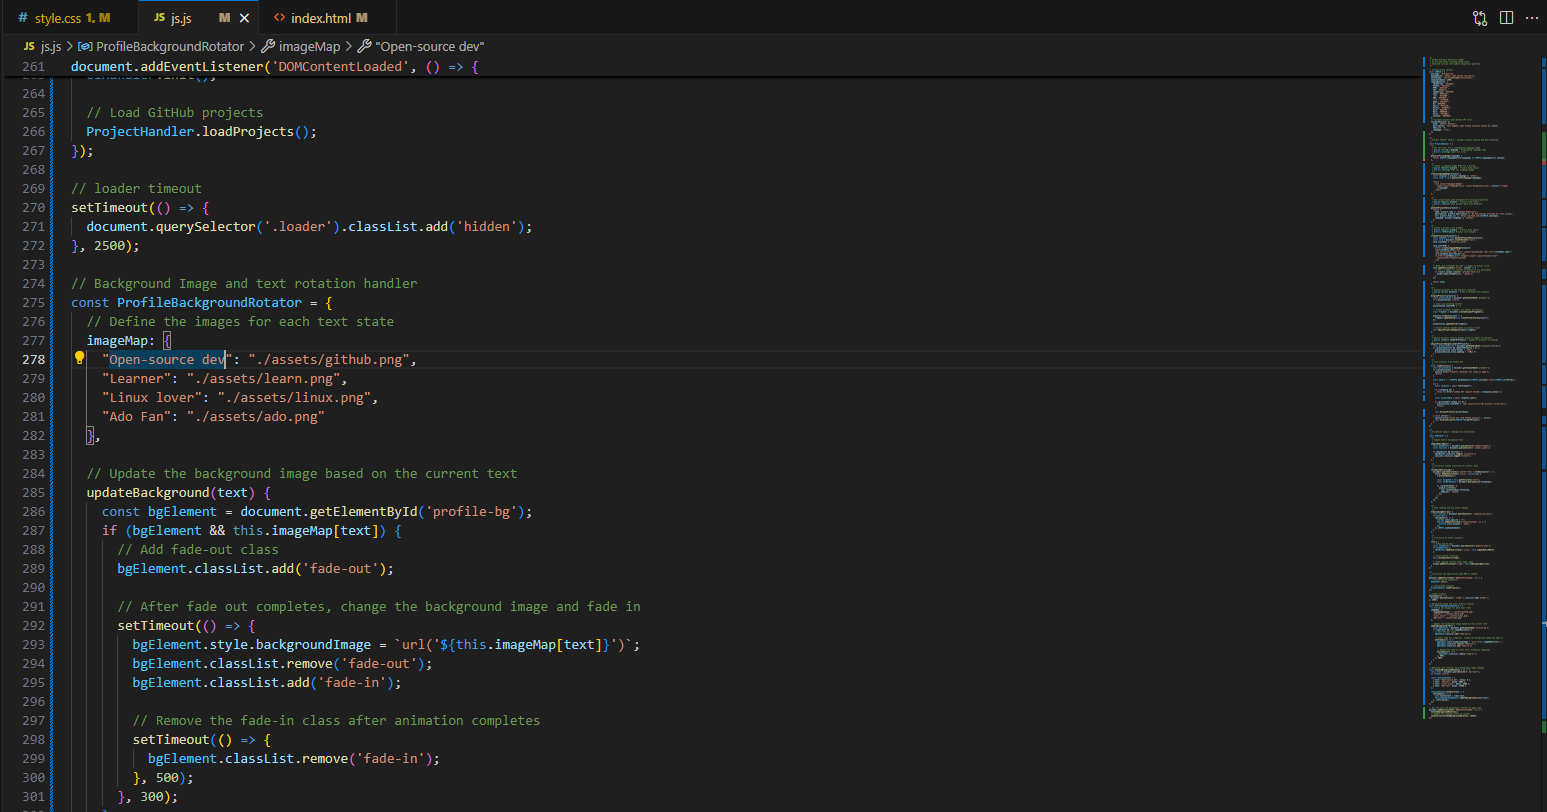 # style.css 1, M
JS js.js M
<> index.html M
JS js.js > ProfileBackgroundRotator > imageMap > "Open-source dev"
261 document.addEventListener('DOMContentLoaded', () => {
264
265 // Load GitHub projects
266 ProjectHandler.loadProjects();
267 });
268
269 // loader timeout
270 setTimeout(() => {
271 document.querySelector('.loader').classList.add('hidden');
272 }, 2500);
273
274 // Background Image and text rotation handler
275 const ProfileBackgroundRotator = {
276 // Define the images for each text state
277 imageMap: {
278 "Open-source dev": "./assets/github.png",
279 "Learner": "./assets/learn.png",
280 "Linux lover": "./assets/linux.png",
281 "Ado Fan": "./assets/ado.png"
282 },
283
284 // Update the background image based on the current text
285 updateBackground(text) {
286 const bgElement = document.getElementById('profile-bg');
287 if (bgElement && this.imageMap[text]) {
288 // Add fade-out class
289 bgElement.classList.add('fade-out');
290
291 // After fade out completes, change the background image and fade in
292 setTimeout(() => {
293 bgElement.style.backgroundImage = `url('${this.imageMap[text]}')`;
294 bgElement.classList.remove('fade-out');
295 bgElement.classList.add('fade-in');
296
297 // Remove the fade-in class after animation completes
298 setTimeout(() => {
299 bgElement.classList.remove('fade-in');
300 }, 500);
301 }, 300);